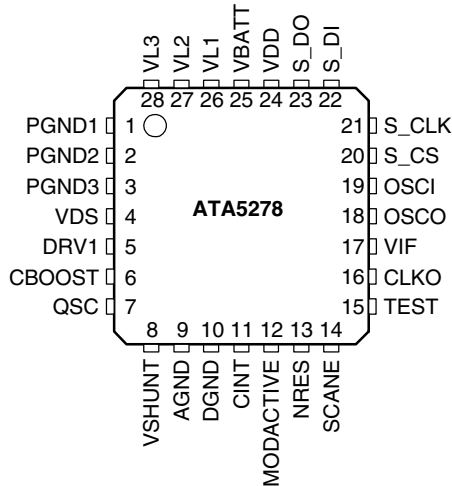 VL3
VL2
VL1
VBATT
VDD
S_DO
S_DI
28 27 26 25 24 23 22
PGND1 1
PGND2 2
PGND3 3
VDS 4
DRV1 5
CBOOST 6
QSC 7
ATA5278
21 S_CLK
20 S_CS
19 OSCI
18 OSCO
17 VIF
16 CLKO
15 TEST
8 9 10 11 12 13 14
VSHUNT
AGND
DGND
CINT
MODACTIVE
NRES
SCANE